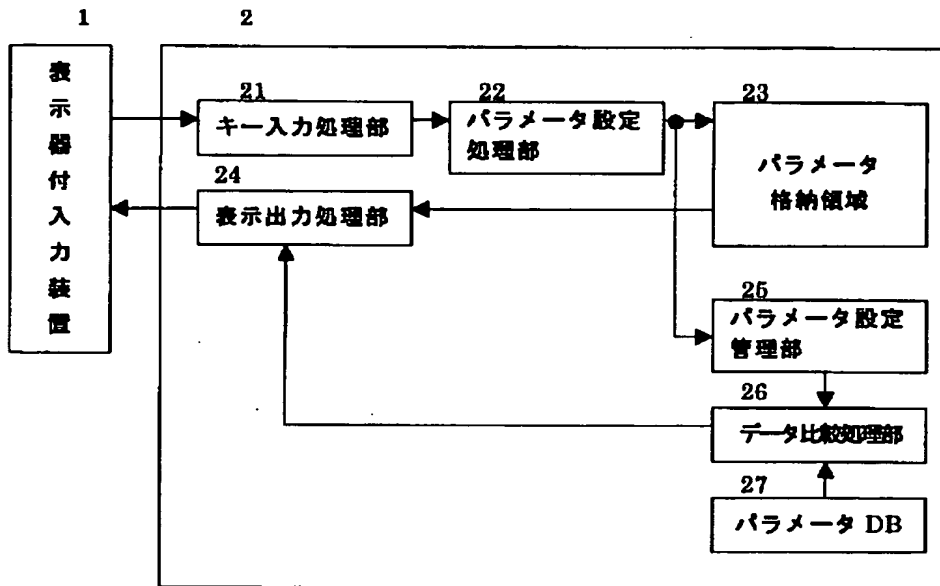 1
2
表示器付入力装置
21
キー入力処理部
22
パラメータ設定
処理部
23
パラメータ
格納領域
24
表示出力処理部
25
パラメータ設定
管理部
26
データ比較処理部
27
パラメータ DB